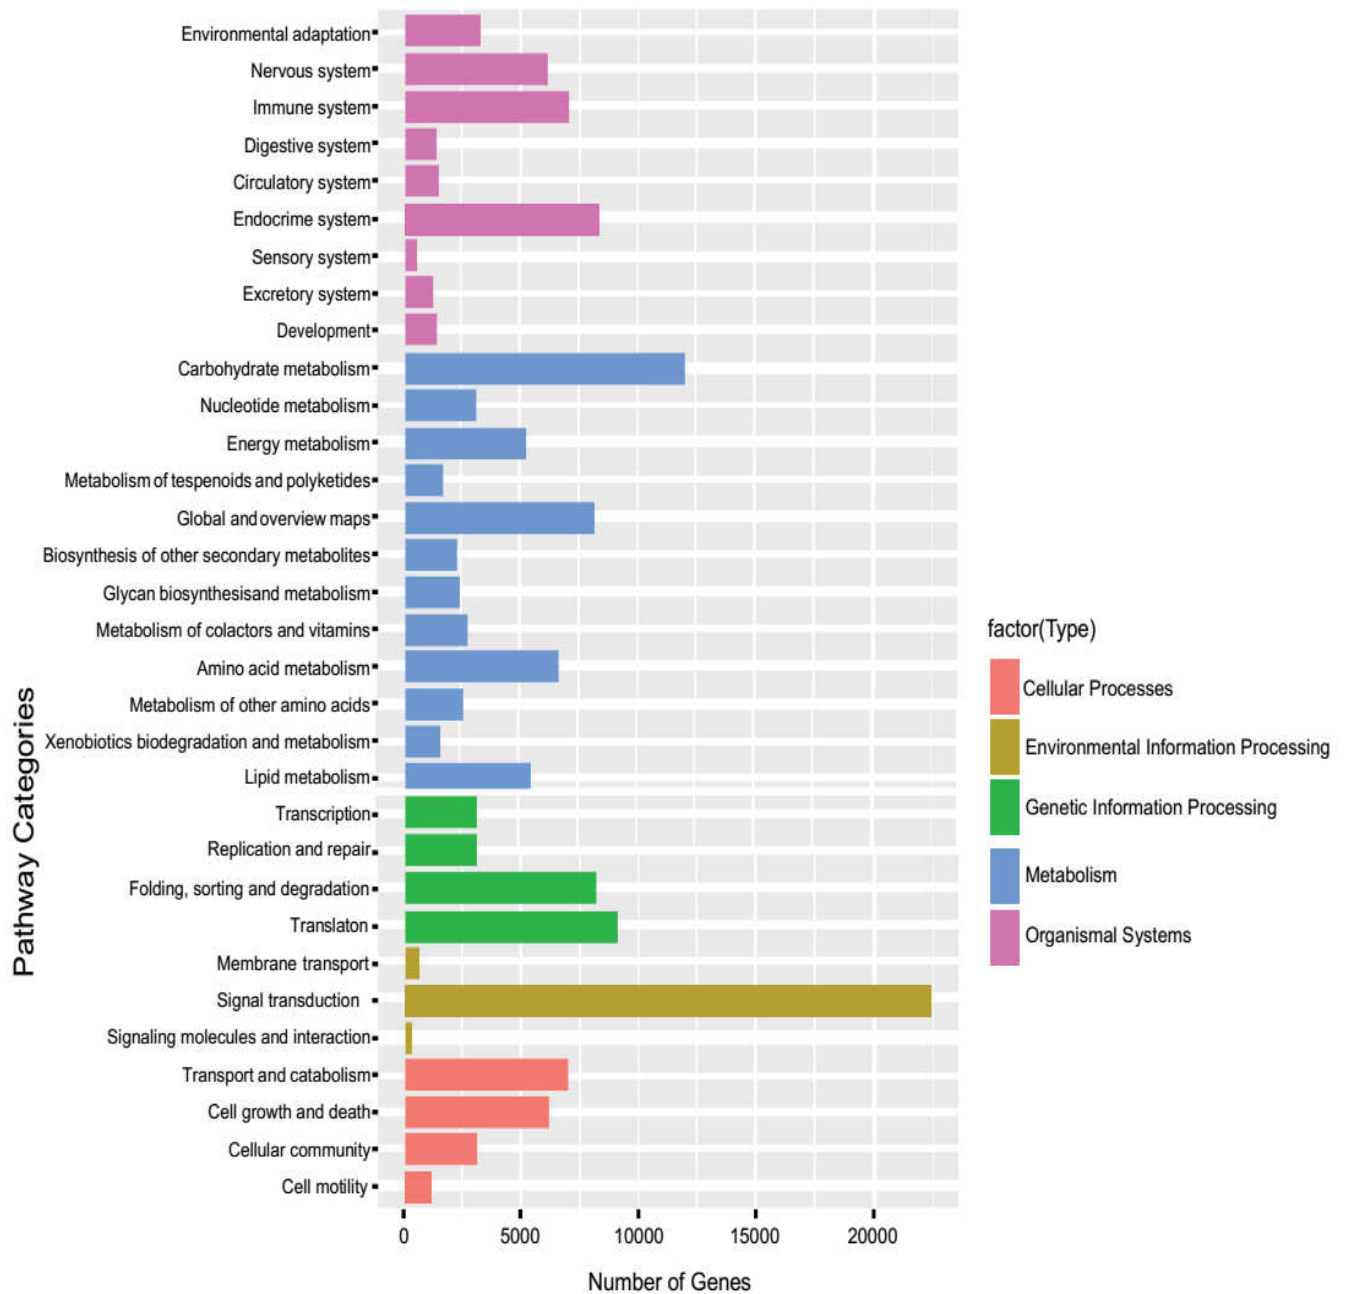 Environmental adaptation
Nervous system
Immune system
Digestive system
Circulatory system
Endocrime system
Sensory system
Excretory system
Development
Carbohydrate metabolism
Nucleotide metabolism
Energy metabolism
Metabolism of tespenoids and polyketides
Global and overview maps
Biosynthesis of other secondary metabolites
Glycan biosynthesisand metabolism
Metabolism of colactors and vitamins
Amino acid metabolism
Metabolism of other amino acids
Xenobiotics biodegradation and metabolism
Lipid metabolism
Transcription
Replication and repair
Folding, sorting and degradation
Translaton
Membrane transport
Signal transduction
Signaling molecules and interaction
Transport and catabolism
Cell growth and death
Cellular community
Cell motility
Pathway Categories
0 5000 10000 15000 20000
Number of Genes
factor(Type)
Cellular Processes
Environmental Information Processing
Genetic Information Processing
Metabolism
Organismal Systems